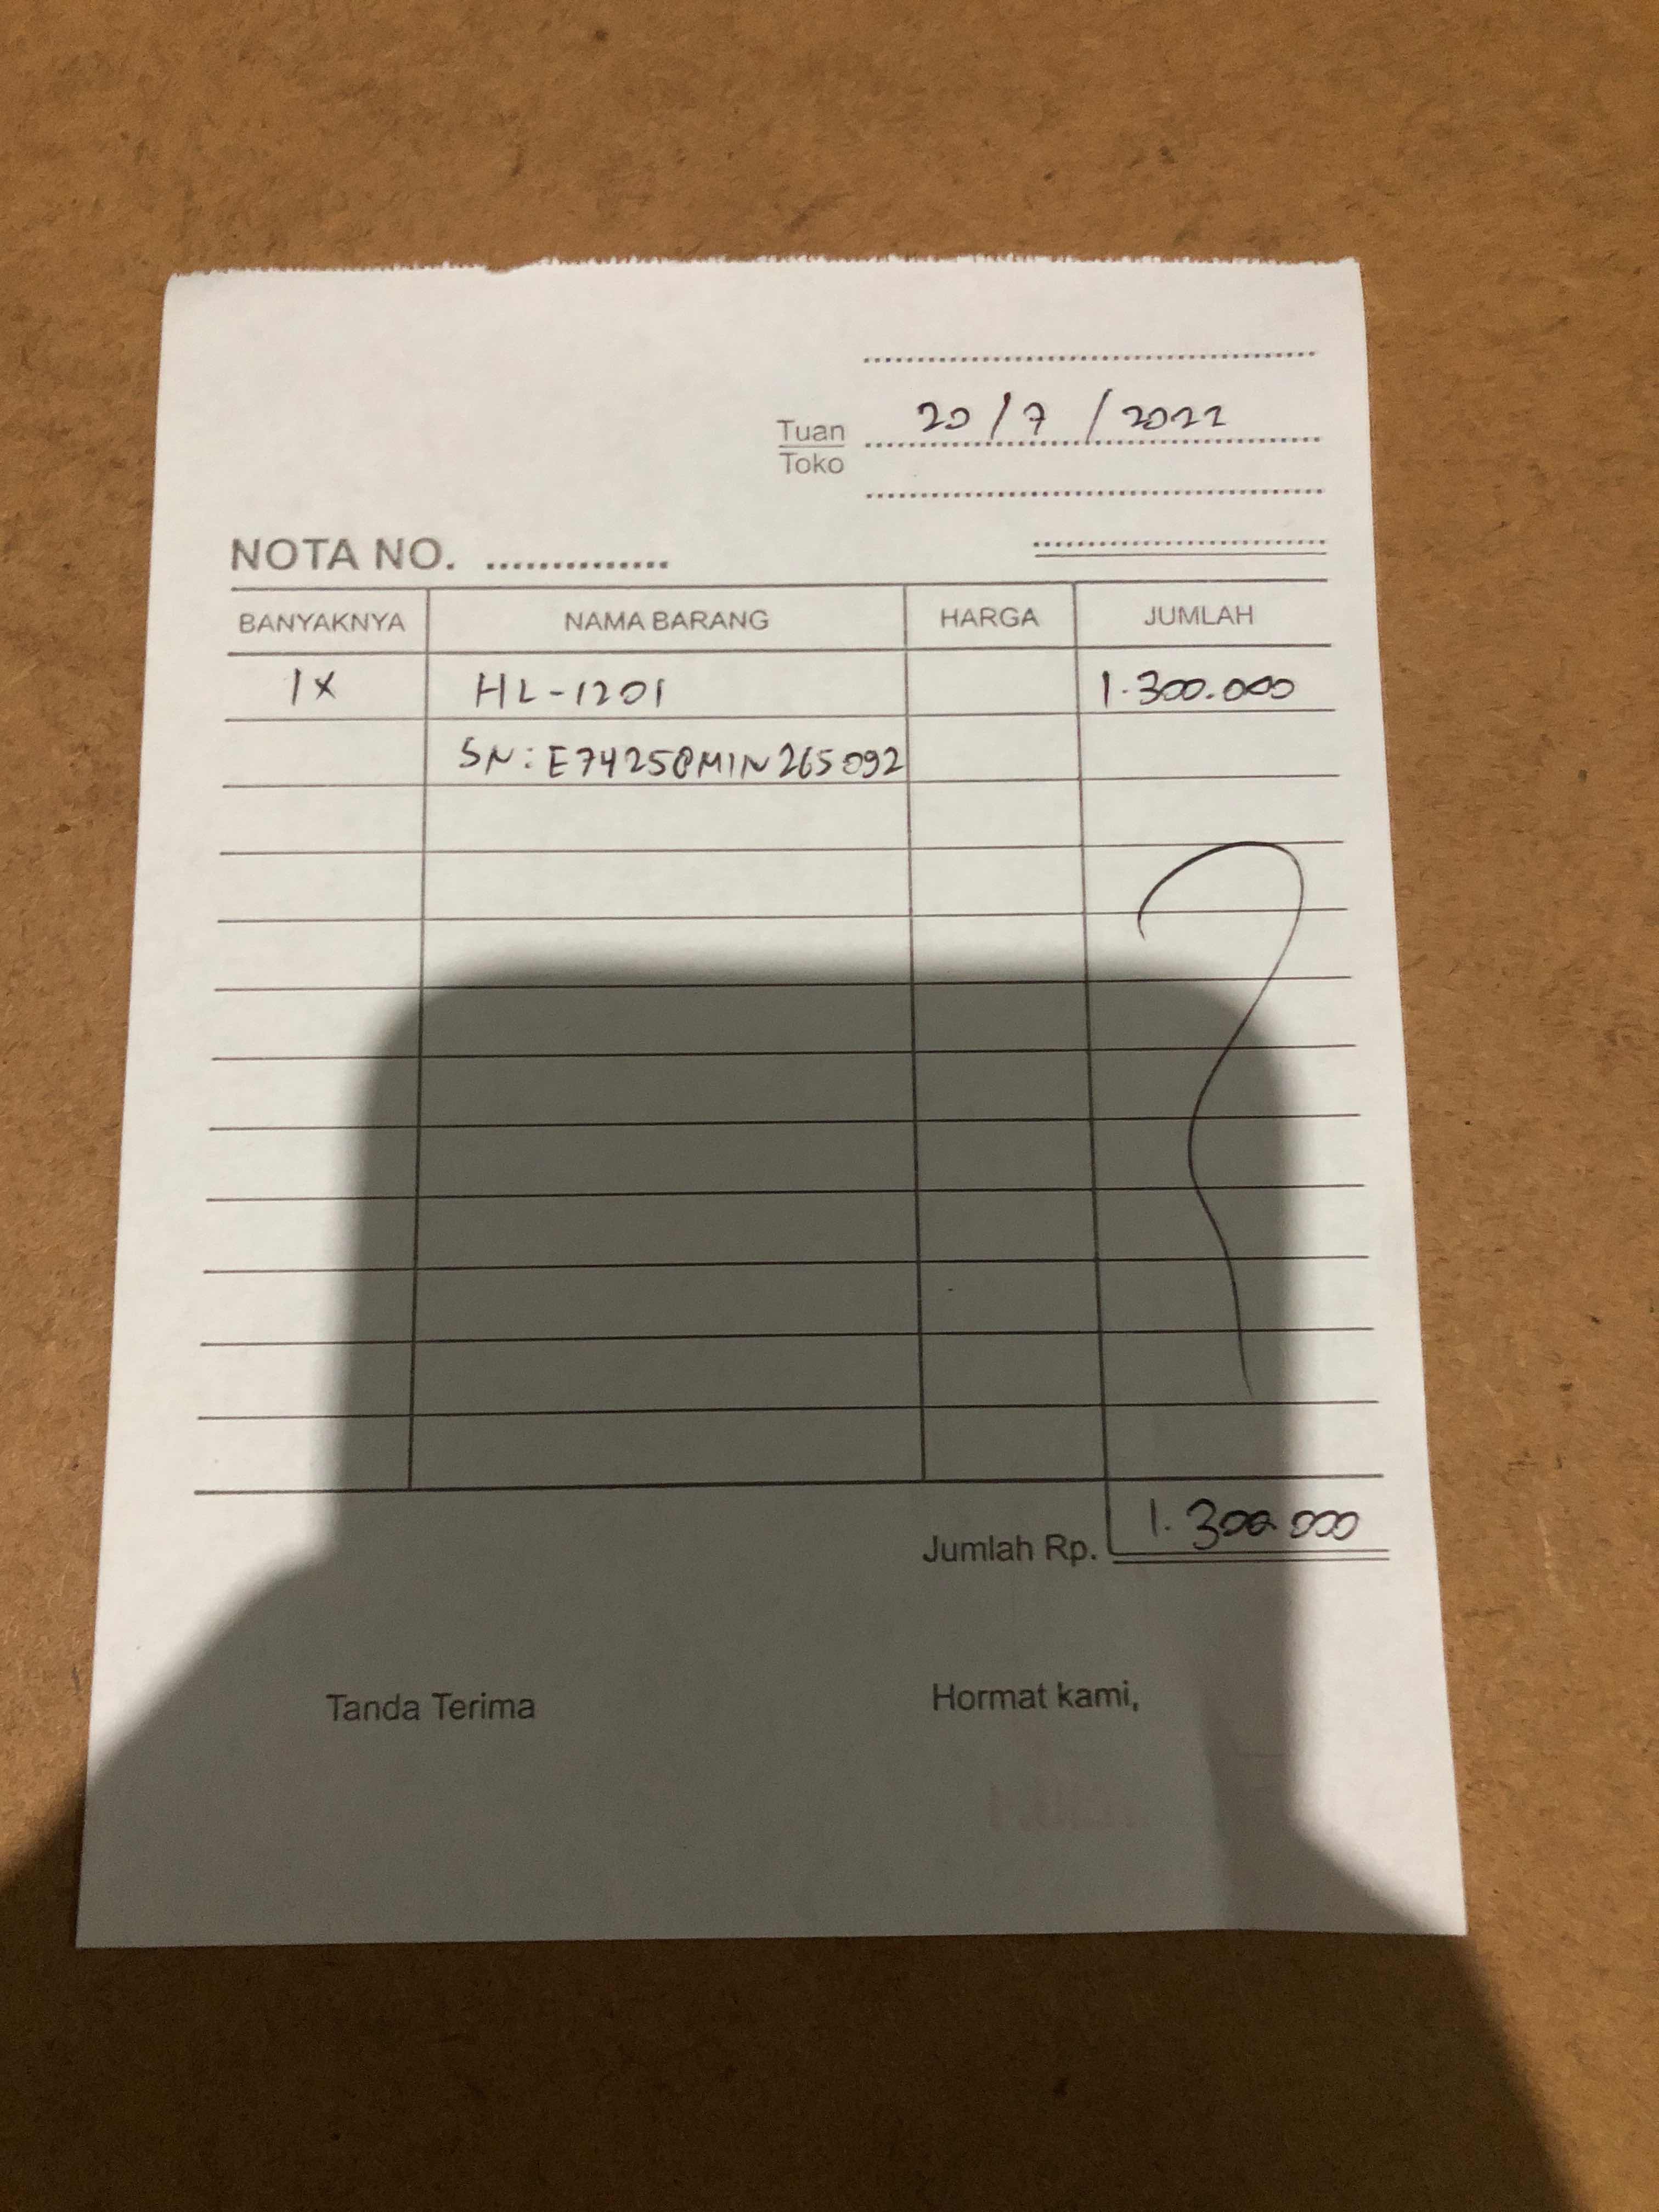 20/7/2022
Tuan
Toko
NOTA NO. ..............
BANYAKNYA NAMA BARANG HARGA JUMLAH
1X HL-1201 1.300.000
SN: E74250M1N265092
Jumlah Rp. 1.300.000
Tanda Terima Hormat kami,